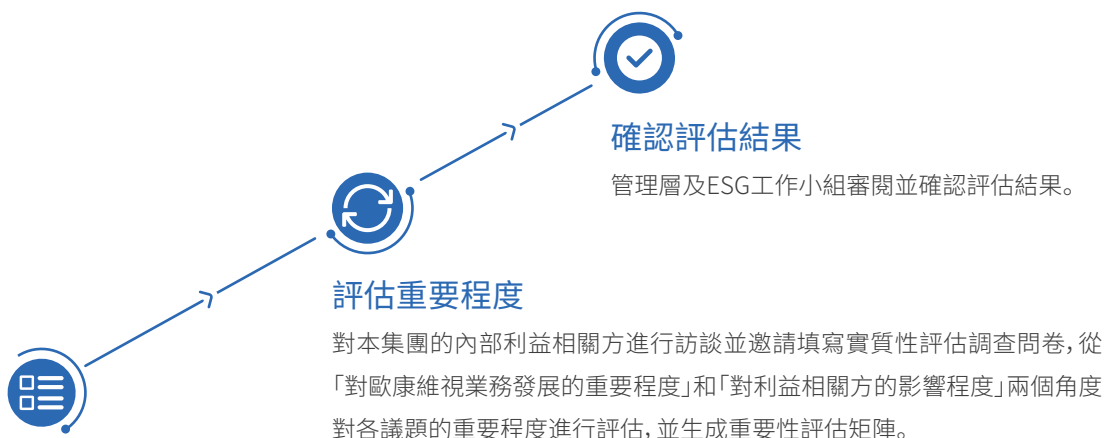 確認評估結果
管理層及ESG工作小組審閱並確認評估結果。
評估重要程度
對本集團的內部利益相關方進行訪談並邀請填寫實質性評估調查問卷，從
「對歐康維視業務發展的重要程度」和「對利益相關方的影響程度」兩個角度
對各議題的重要程度進行評估，並生成重要性評估矩陣。